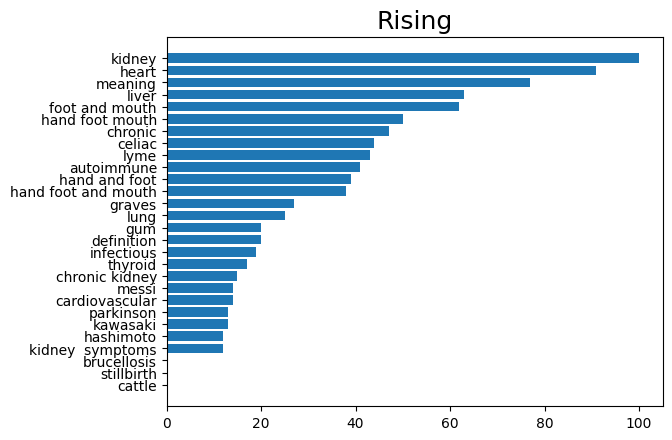 Rising
kidney
heart
meaning
liver
foot and mouth
hand foot mouth
chronic
celiac
lyme
autoimmune
hand and foot
hand foot and mouth
graves
lung
gum
definition
infectious
thyroid
chronic kidney
messi
cardiovascular
parkinson
kawasaki
hashimoto
kidney  symptoms
brucellosis
stillbirth
cattle
0 20 40 60 80 100